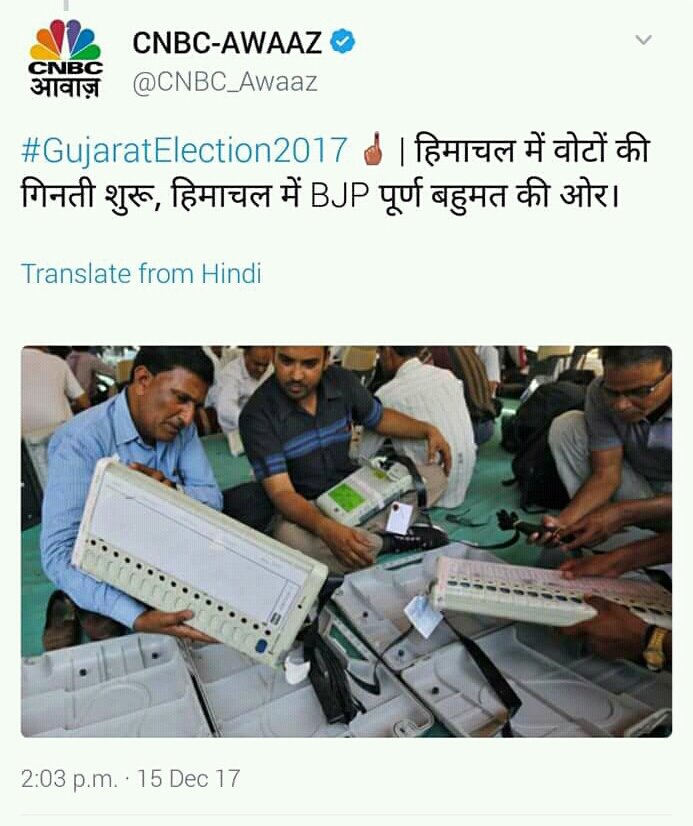 CNBC-AWAAZ
CNBC
आवाज़
@CNBC_Awaaz
#GujaratElection2017 ☝🏾 | हिमाचल में वोटों की
गिनती शुरू, हिमाचल में BJP पूर्ण बहुमत की ओर।
Translate from Hindi
2:03 p.m. · 15 Dec 17